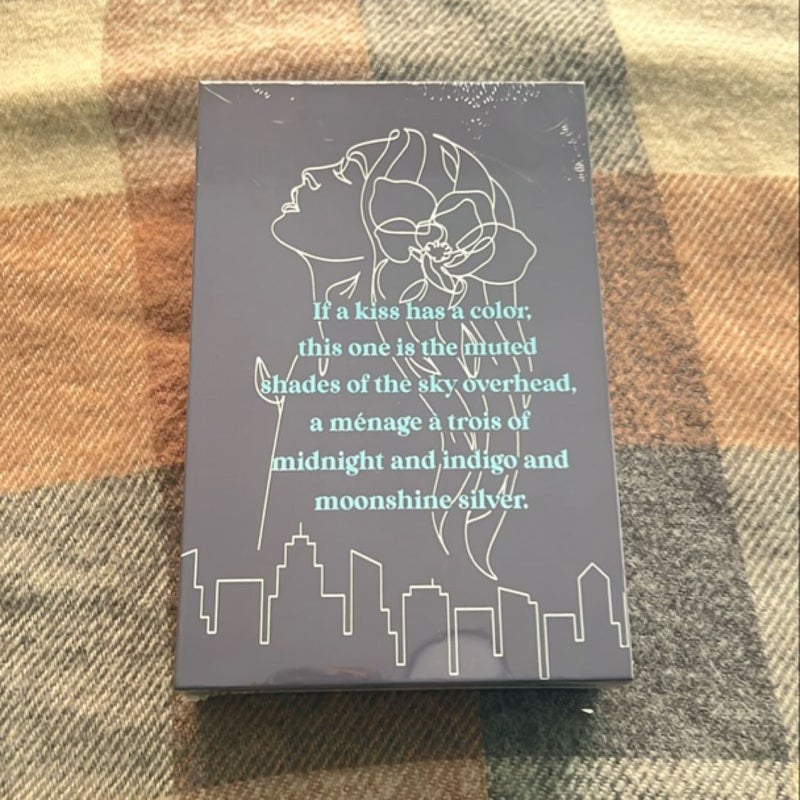 If a kiss has a color,
this one is the muted
shades of the sky overhead,
a ménage à trois of
midnight and indigo and
moonshine silver.